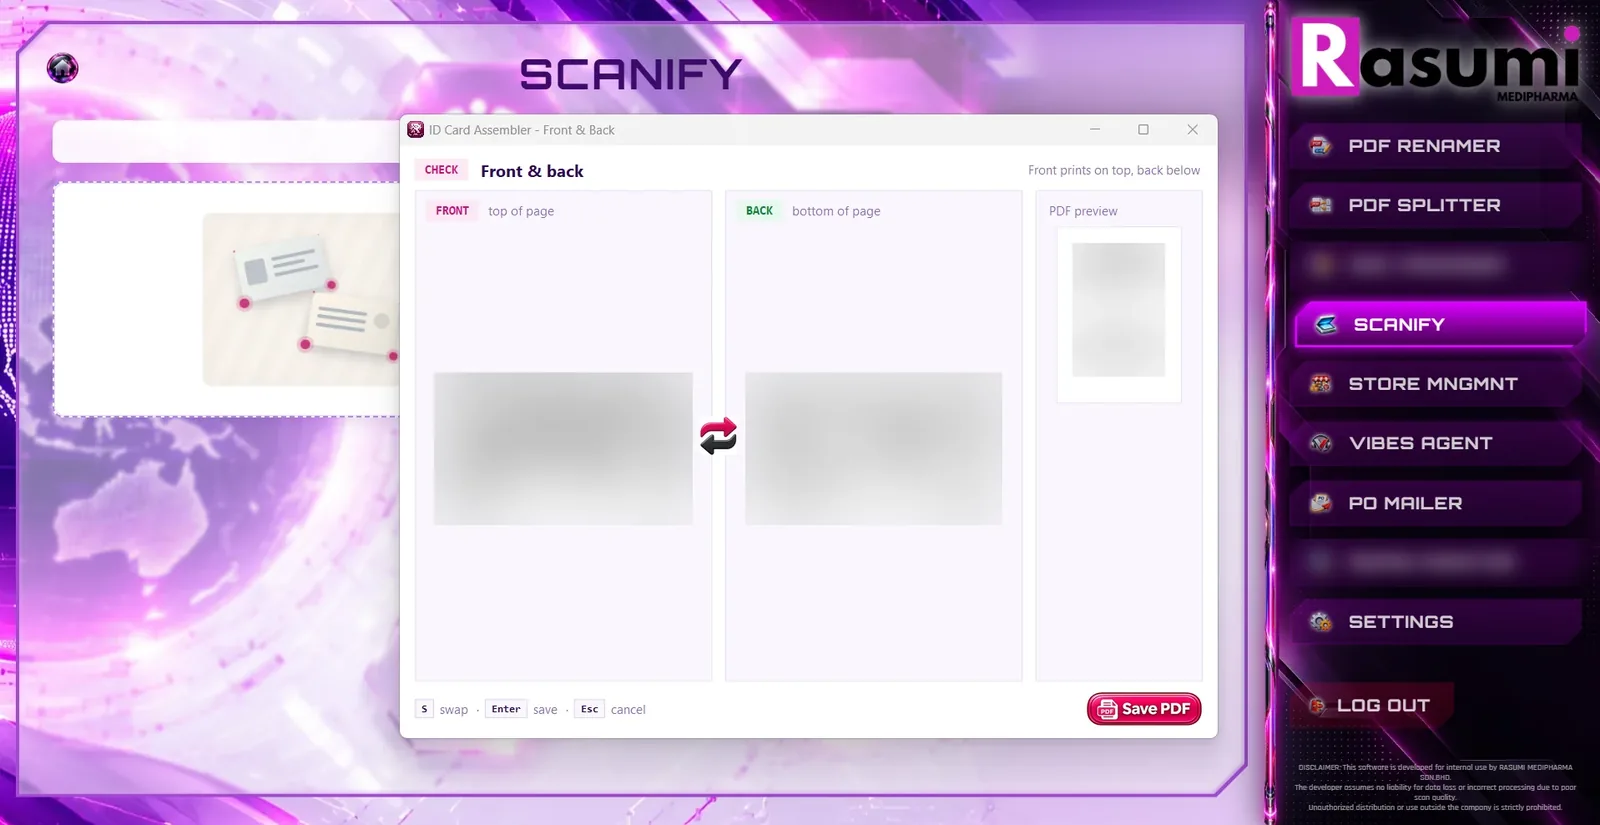 SCANIFY
ID Card Assembler - Front & Back
CHECK Front & back
Front prints on top, back below
FRONT top of page
BACK bottom of page
PDF preview
S swap · Enter save · Esc cancel
PDF Save PDF
Rasumi
MEDIPHARMA
PDF RENAMER
PDF SPLITTER
SCANIFY
STORE MNGMNT
VIBES AGENT
PO MAILER
SETTINGS
LOG OUT
DISCLAIMER: This software is developed for internal use by RASUMI MEDIPHARMA
SDN.BHD.
The developer assumes no liability for data loss or incorrect processing due to poor
scan quality.
Unauthorized distribution or use outside the company is strictly prohibited.